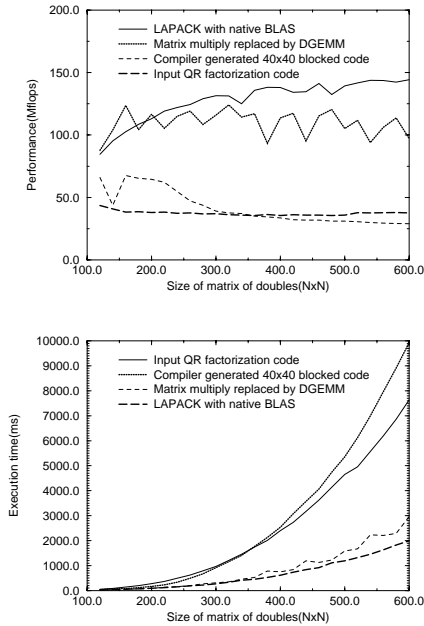 200.0
LAPACK with native BLAS
Matrix multiply replaced by DGEMM
Compiler generated 40x40 blocked code
Input QR factorization code
150.0
100.0
50.0
0.0
Performance(Mflops)
100.0 200.0 300.0 400.0 500.0 600.0
Size of matrix of doubles(NxN)
10000.0
9000.0
8000.0
7000.0
6000.0
5000.0
4000.0
3000.0
2000.0
1000.0
0.0
Input QR factorization code
Compiler generated 40x40 blocked code
Matrix multiply replaced by DGEMM
LAPACK with native BLAS
Execution time(ms)
100.0 200.0 300.0 400.0 500.0 600.0
Size of matrix of doubles(NxN)